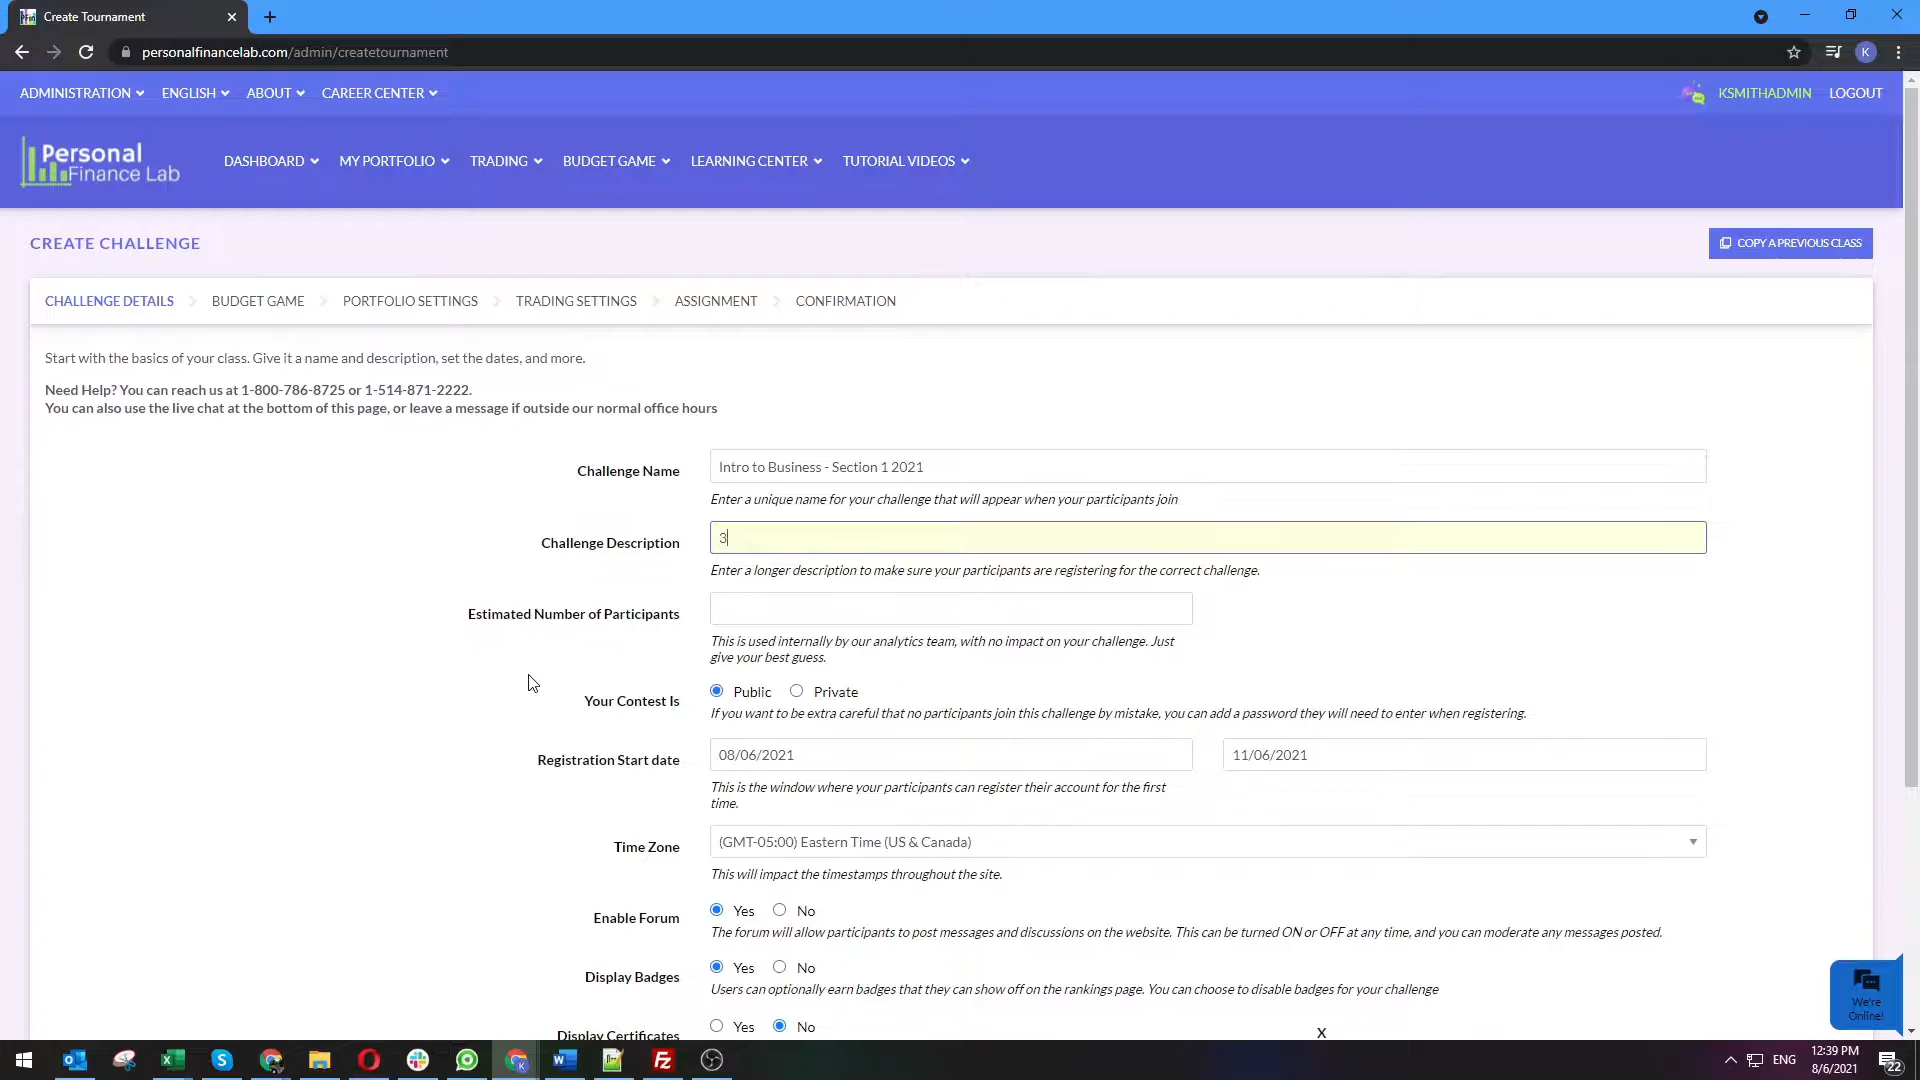 Create Tournament
personalfinancelab.com/admin/createtournament
K
ADMINISTRATION ENGLISH ABOUT CAREER CENTER KSMITHADMIN LOGOUT
Personal
Finance Lab
DASHBOARD MY PORTFOLIO TRADING BUDGET GAME LEARNING CENTER TUTORIAL VIDEOS
CREATE CHALLENGE
COPY A PREVIOUS CLASS
CHALLENGE DETAILS BUDGET GAME PORTFOLIO SETTINGS TRADING SETTINGS ASSIGNMENT CONFIRMATION
Start with the basics of your class. Give it a name and description, set the dates, and more.
Need Help? You can reach us at 1-800-786-8725 or 1-514-871-2222.
You can also use the live chat at the bottom of this page, or leave a message if outside our normal office hours
Challenge Name
Intro to Business - Section 1 2021
Enter a unique name for your challenge that will appear when your participants join
Challenge Description
3
Enter a longer description to make sure your participants are registering for the correct challenge.
Estimated Number of Participants
This is used internally by our analytics team, with no impact on your challenge. Just
give your best guess.
Your Contest Is
Public Private
If you want to be extra careful that no participants join this challenge by mistake, you can add a password they will need to enter when registering.
Registration Start date
08/06/2021 11/06/2021
This is the window where your participants can register their account for the first
time.
Time Zone
(GMT-05:00) Eastern Time (US & Canada)
This will impact the timestamps throughout the site.
Enable Forum
Yes No
The forum will allow participants to post messages and discussions on the website. This can be turned ON or OFF at any time, and you can moderate any messages posted.
Display Badges
Yes No
Users can optionally earn badges that they can show off on the rankings page. You can choose to disable badges for your challenge
Display Certificates
Yes No
X
We're
Online!
ENG
12:39 PM
8/6/2021
22